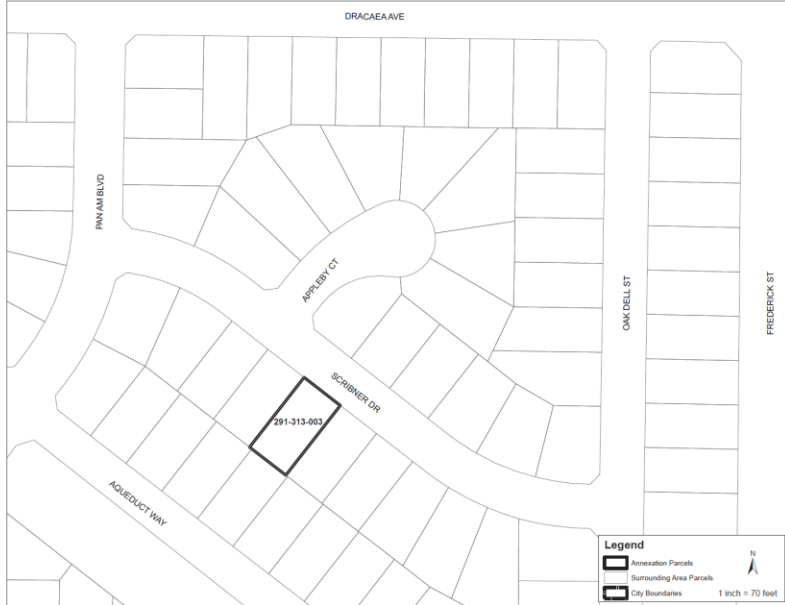 DRACAEA AVE
PAN AM BLVD
APPLEBY CT
OAK DELL ST
FREDERICK ST
SCRIBNER DR
291-313-003
AQUEDUCT WAY
Legend
Annexation Parcels
Surrounding Area Parcels
City Boundaries
N
1 inch = 70 feet